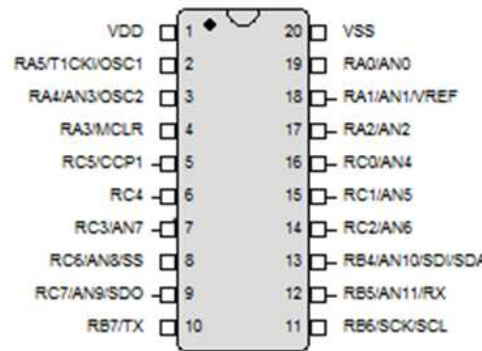 VDD 1 20 VSS
RA5/T1CKI/OSC1 2 19 RA0/AN0
RA4/AN3/OSC2 3 18 RA1/AN1/VREF
RA3/MCLR 4 17 RA2/AN2
RC5/CCP1 5 16 RC0/AN4
RC4 6 15 RC1/AN5
RC3/AN7 7 14 RC2/AN6
RC6/AN8/SS 8 13 RB4/AN10/SDI/SDA
RC7/AN9/SDO 9 12 RB5/AN11/RX
RB7/TX 10 11 RB6/SCK/SCL